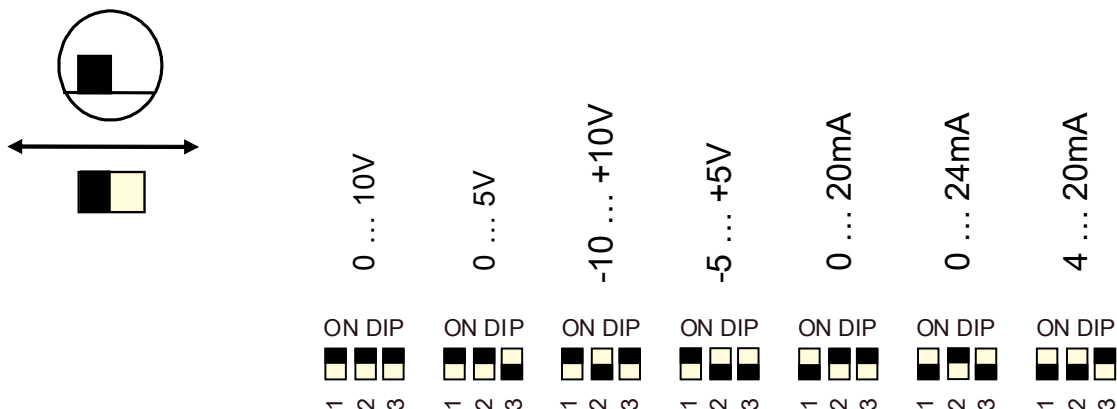 0 … 10V
0 … 5V
-10 … +10V
-5 … +5V
0 … 20mA
0 … 24mA
4 … 20mA
ON DIP ON DIP ON DIP ON DIP ON DIP ON DIP ON DIP
1 2 3 1 2 3 1 2 3 1 2 3 1 2 3 1 2 3 1 2 3